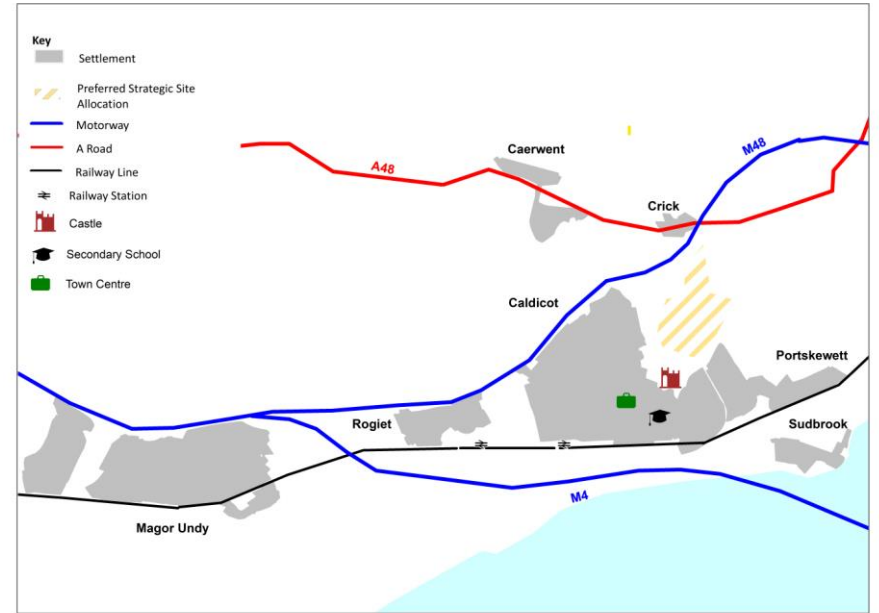 Key
Settlement
Preferred Strategic Site
Allocation
Motorway
A Road
Railway Line
Railway Station
Castle
Secondary School
Town Centre
Caerwent
M48
A48
Crick
Caldicot
Portskewett
Rogiet
Sudbrook
M4
Magor Undy